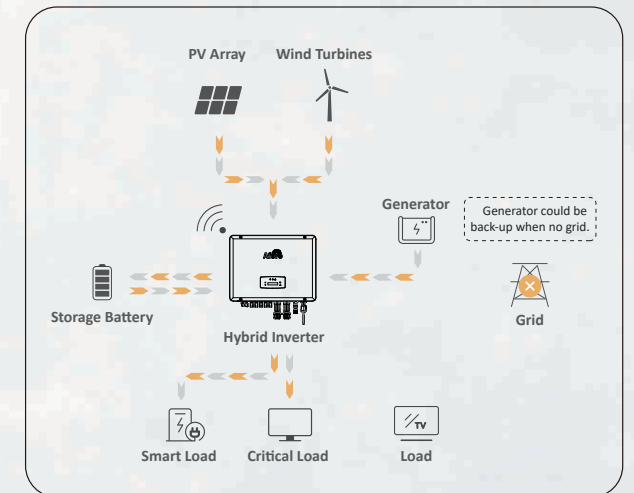 PV Array
Wind Turbines
Generator
Generator could be
back-up when no grid.
Storage Battery
Hybrid Inverter
Grid
Smart Load
Critical Load
TV
Load